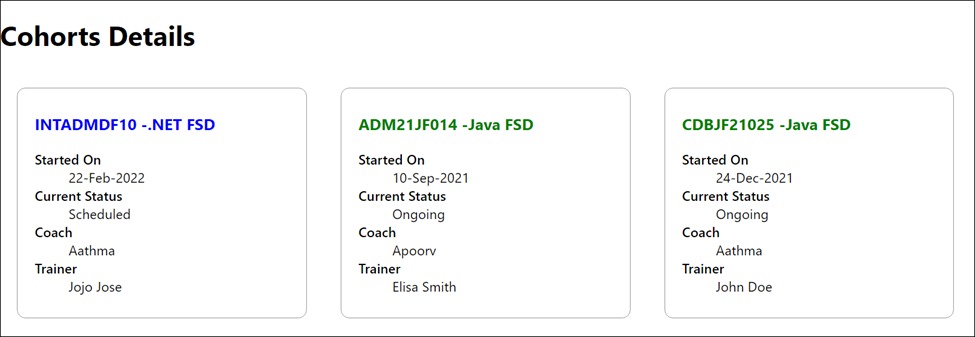 Cohorts Details
INTADMDF10 -.NET FSD
Started On
22-Feb-2022
Current Status
Scheduled
Coach
Aathma
Trainer
Jojo Jose
ADM21JF014 -Java FSD
Started On
10-Sep-2021
Current Status
Ongoing
Coach
Apoorv
Trainer
Elisa Smith
CDBJF21025 -Java FSD
Started On
24-Dec-2021
Current Status
Ongoing
Coach
Aathma
Trainer
John Doe